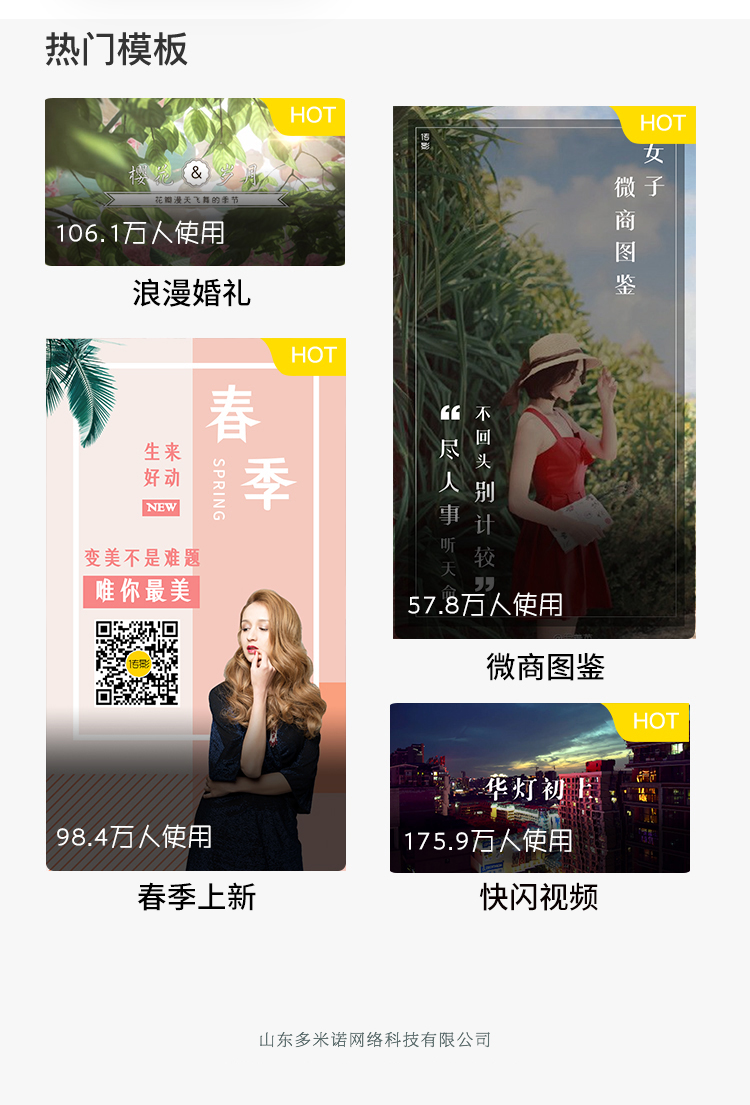 热门模板
HOT
樱花 & 岁月
花瓣漫天飞舞的季节
106.1万人使用
浪漫婚礼
HOT
传影
女子
微商图鉴
不回头别计较
尽人事听天命
57.8万人使用
微商图鉴
HOT
春季
SPRING
生来
好动
NEW
变美不是难题
唯你最美
传影
98.4万人使用
春季上新
HOT
华灯初上
175.9万人使用
快闪视频
山东多米诺网络科技有限公司